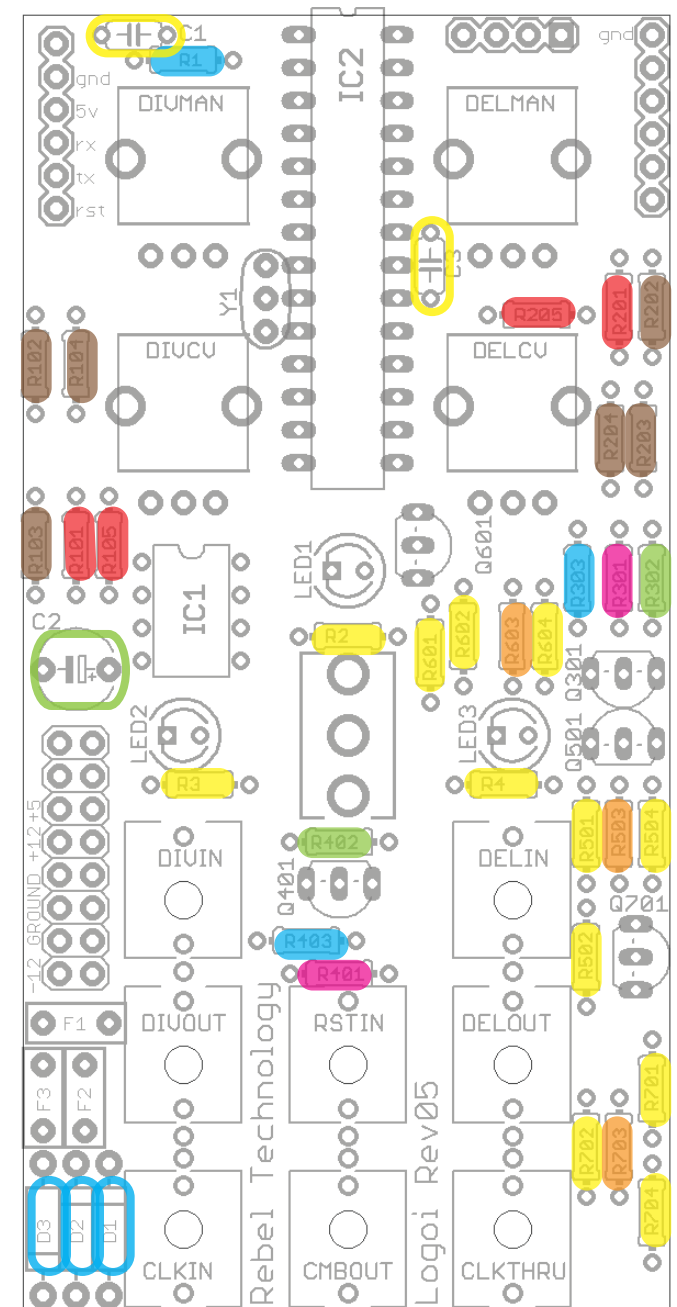 C1
R1
IC2
gnd
gnd
5v
rx
tx
rst
DIVMAN
DELMAN
C3
Y1
R205
R201
R202
R102
R104
DIVCV
DELCV
R204
R203
R103
R101
R105
LED1
Q601
R303
R301
R302
IC1
C2
+
R2
R601
R602
R603
R604
Q301
LED2
LED3
Q501
R3
R4
-12 GROUND +12+5
R402
R501
R503
R504
DIVIN
DELIN
Q401
Q701
R403
R502
R401
F1
DIVOUT
RSTIN
DELOUT
F3
F2
R701
R702
R703
R704
D3
D2
D1
Rebel Technology
Logoi Rev05
CLKIN
CMBOUT
CLKTHRU